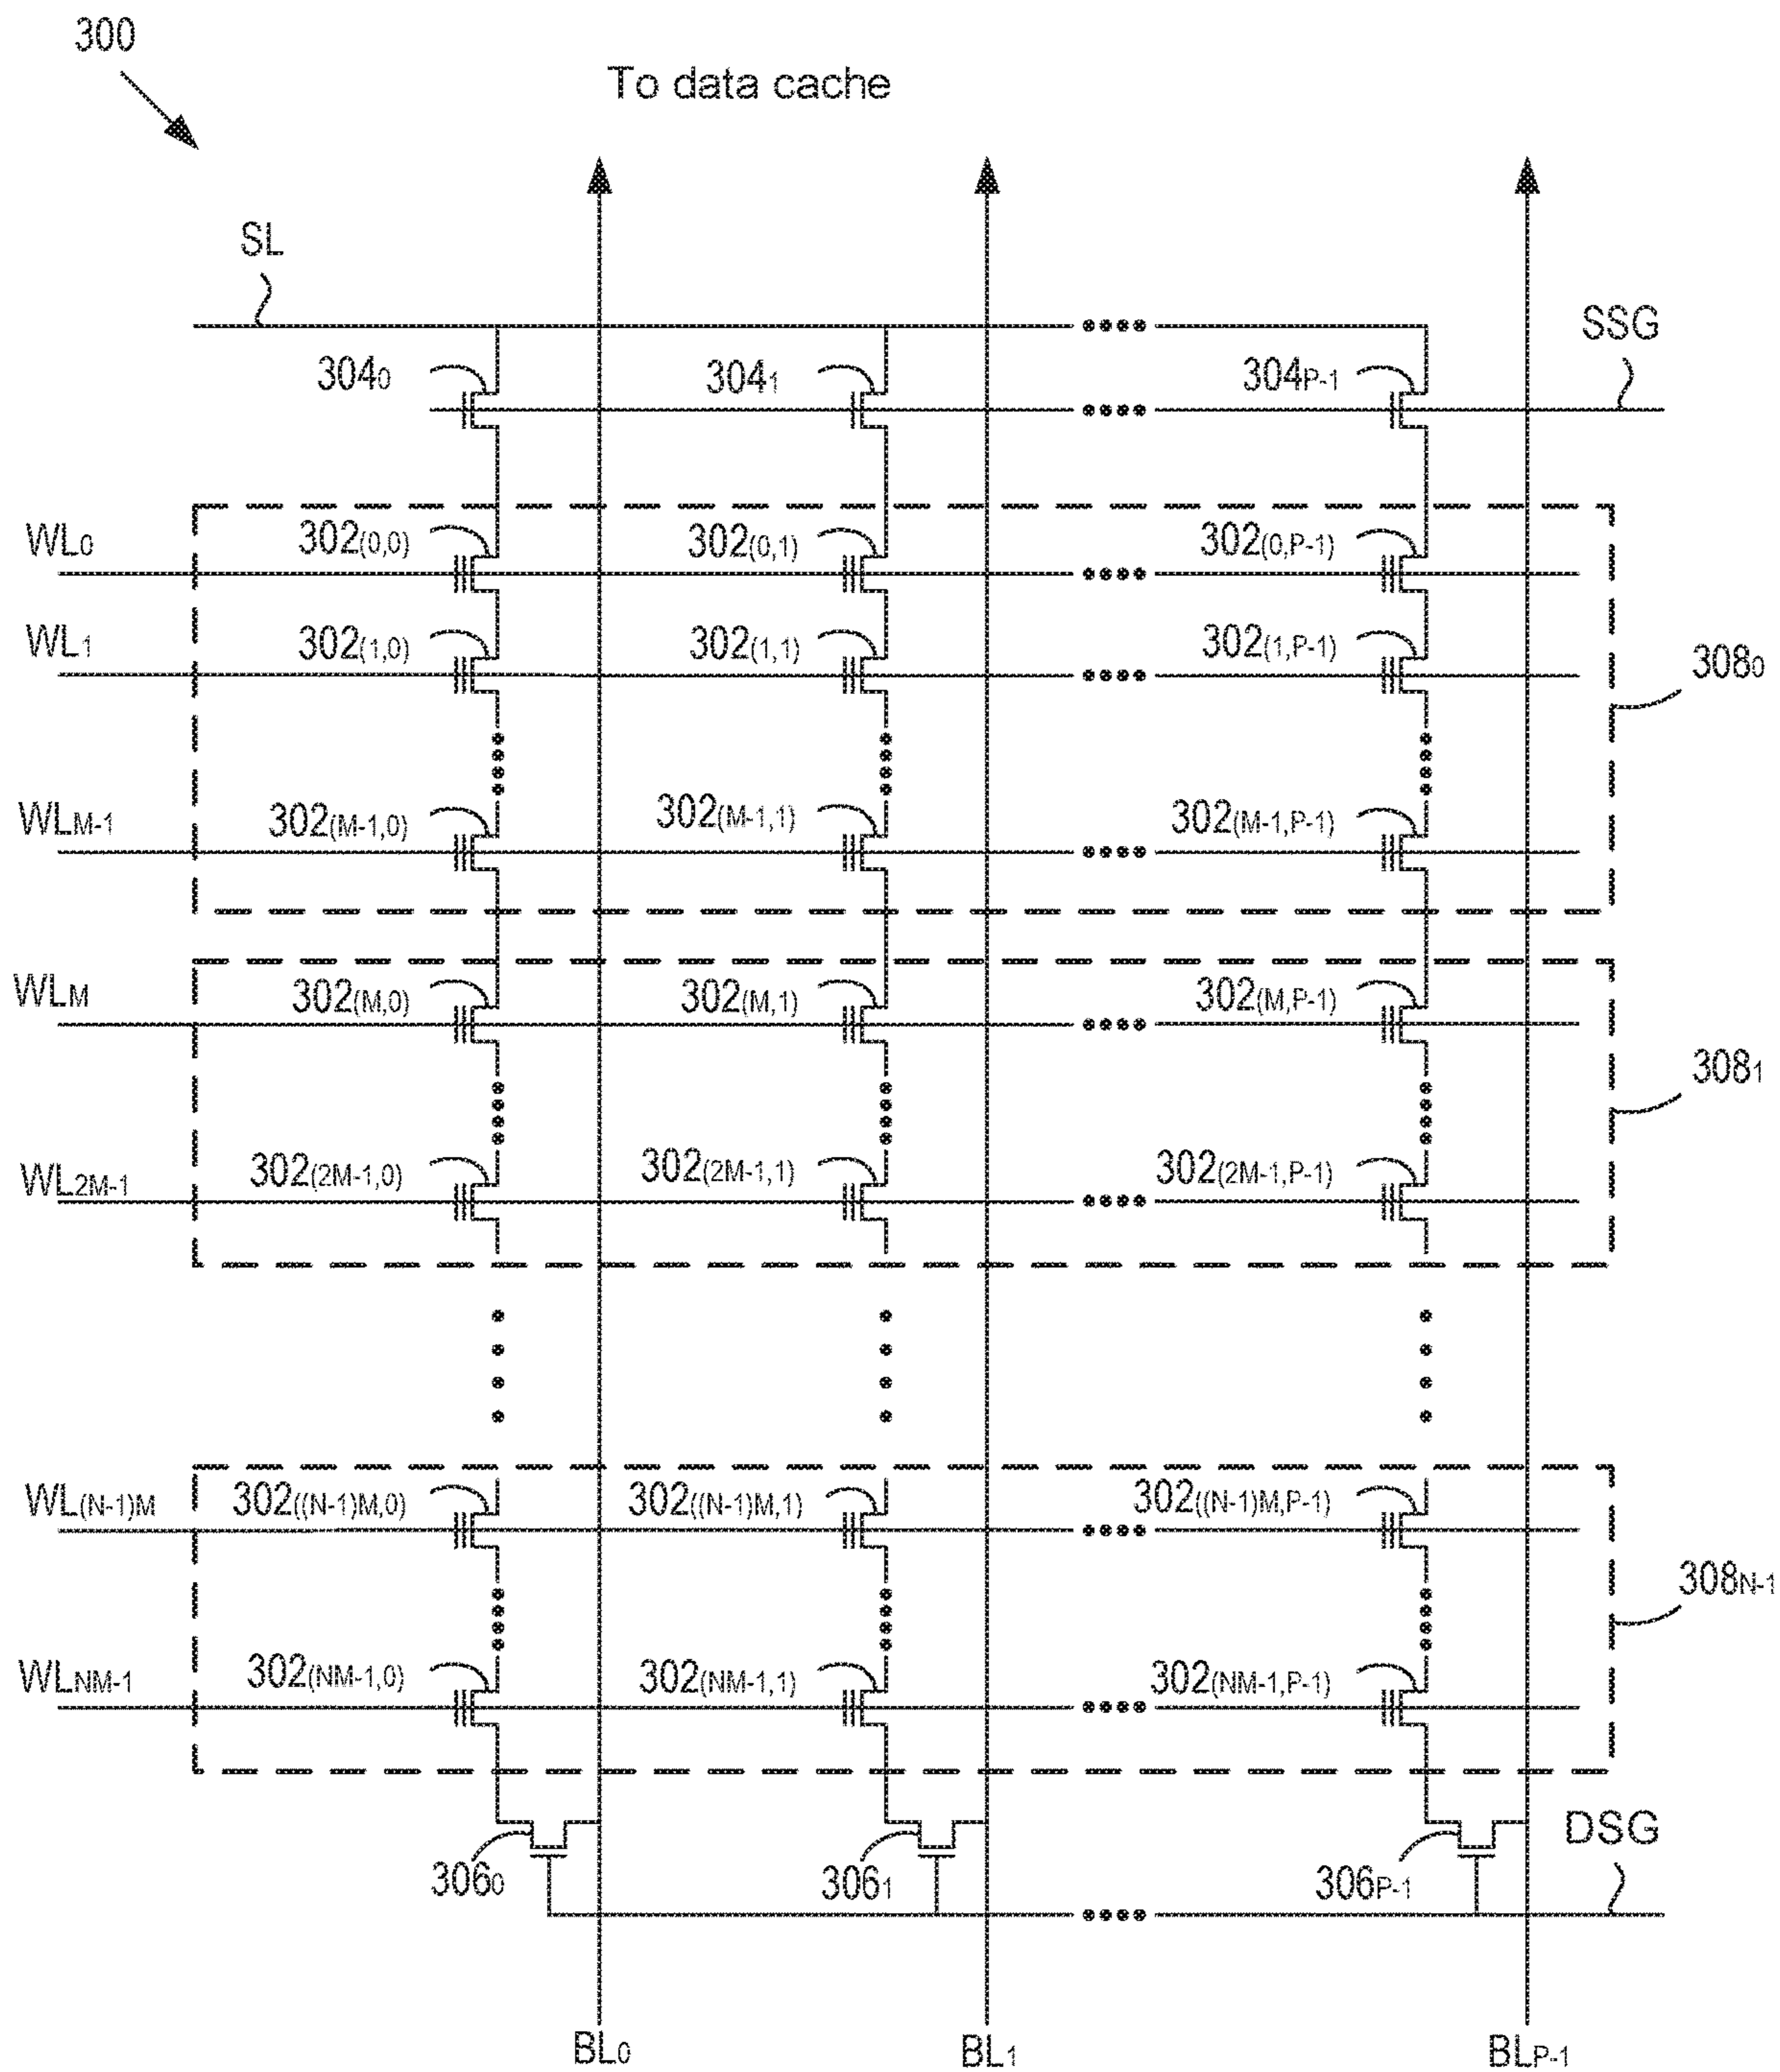 300
To data cache
SL
SSG
304₀ 304₁ 304P-1
WL₀ 302(0,0) 302(0,1) 302(0,P-1)
WL₁ 302(1,0) 302(1,1) 302(1,P-1)
308₀
WLM-1 302(M-1,0) 302(M-1,1) 302(M-1,P-1)
WLM 302(M,0) 302(M,1) 302(M,P-1)
308₁
WL2M-1 302(2M-1,0) 302(2M-1,1) 302(2M-1,P-1)
WL(N-1)M 302((N-1)M,0) 302((N-1)M,1) 302((N-1)M,P-1)
308N-1
WLNM-1 302(NM-1,0) 302(NM-1,1) 302(NM-1,P-1)
DSG
306₀ 306₁ 306P-1
BL₀ BL₁ BLP-1